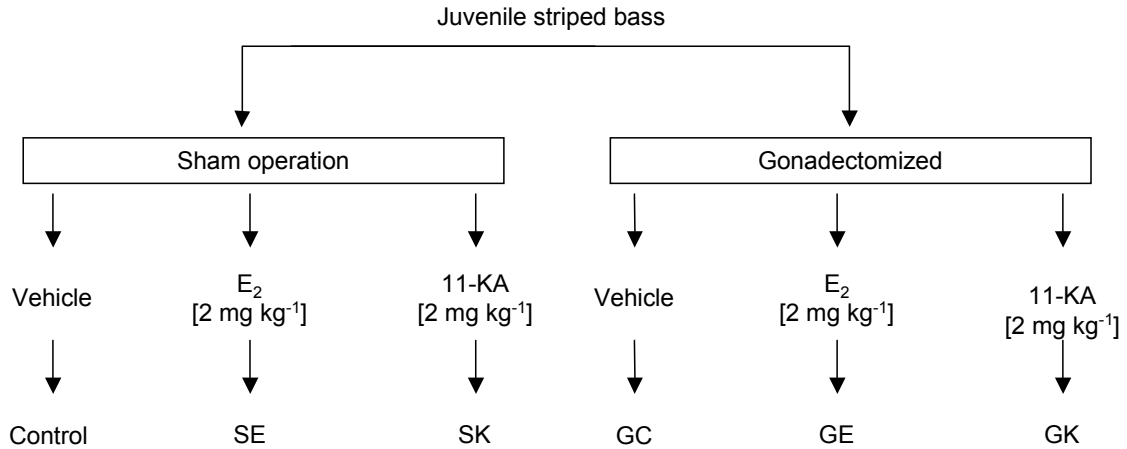 Juvenile striped bass
Sham operation
Gonadectomized
Vehicle
E₂
[2 mg kg⁻¹]
11-KA
[2 mg kg⁻¹]
Vehicle
E₂
[2 mg kg⁻¹]
11-KA
[2 mg kg⁻¹]
Control
SE
SK
GC
GE
GK